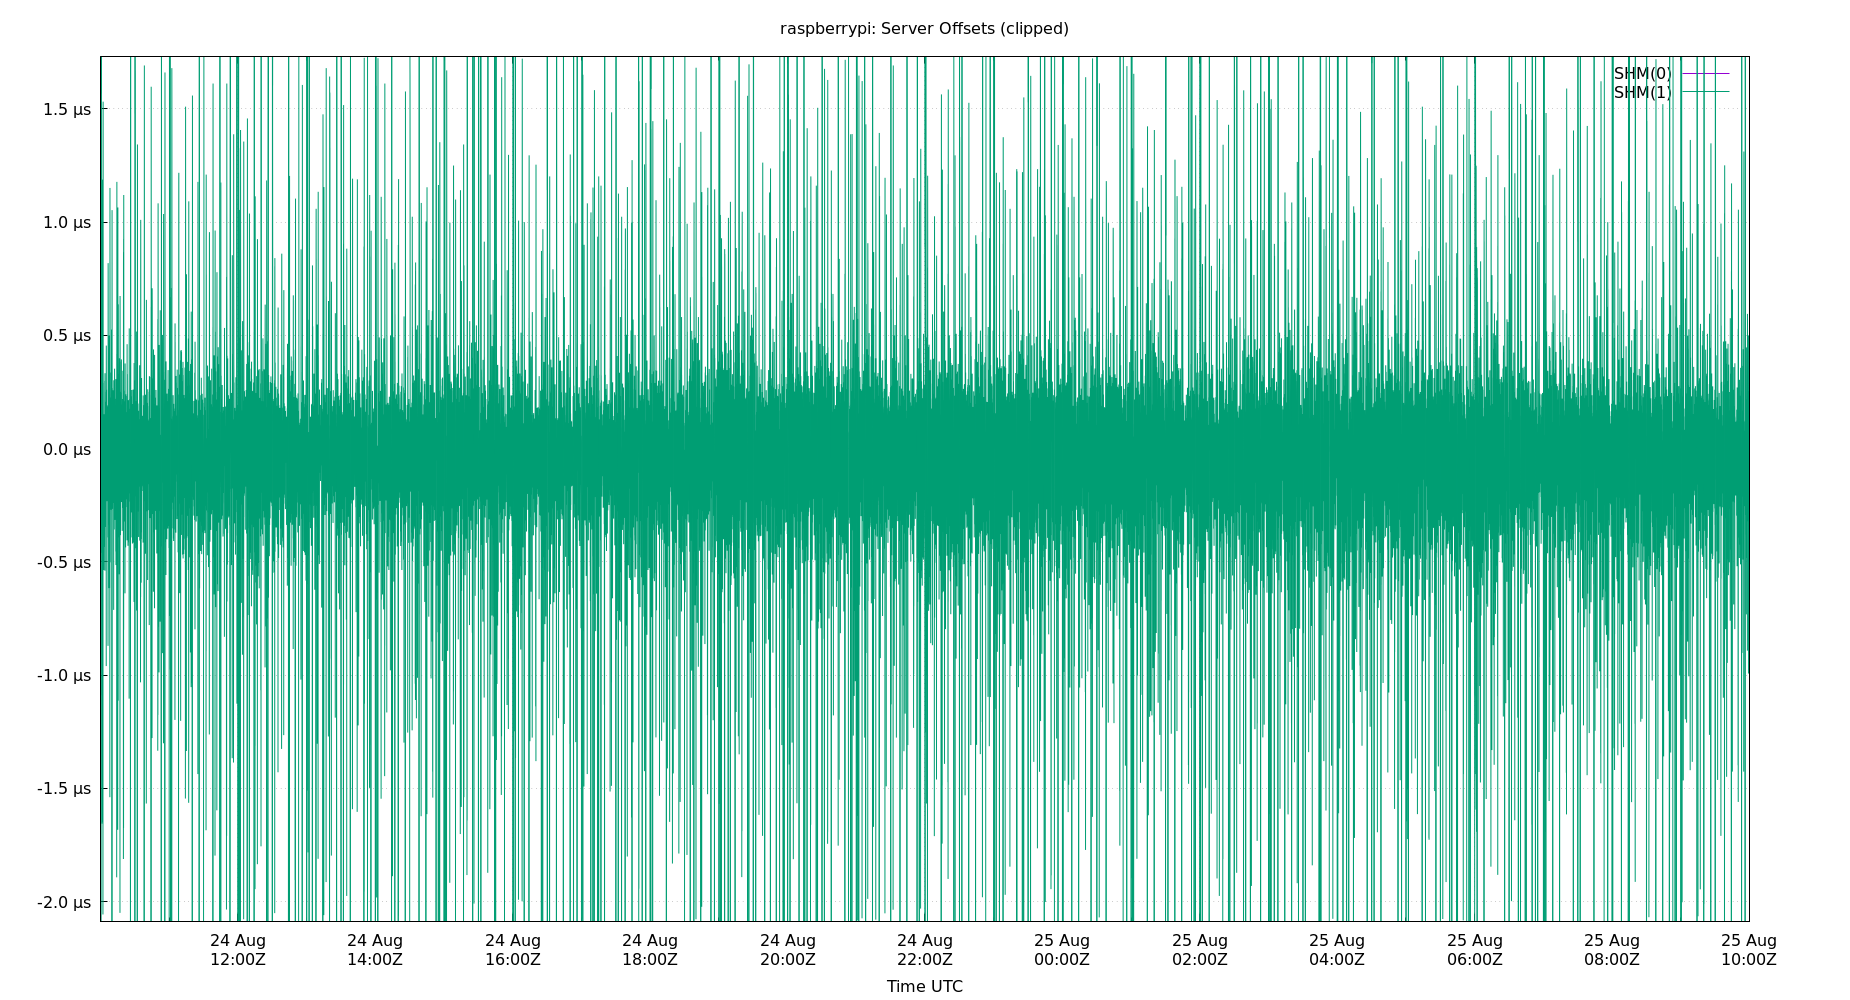 raspberrypi: Server Offsets (clipped)
SHM(0)
SHM(1)
1.5 µs
1.0 µs
0.5 µs
0.0 µs
-0.5 µs
-1.0 µs
-1.5 µs
-2.0 µs
24 Aug 24 Aug 24 Aug 24 Aug 24 Aug 24 Aug 25 Aug 25 Aug 25 Aug 25 Aug 25 Aug 25 Aug
12:00Z 14:00Z 16:00Z 18:00Z 20:00Z 22:00Z 00:00Z 02:00Z 04:00Z 06:00Z 08:00Z 10:00Z
Time UTC